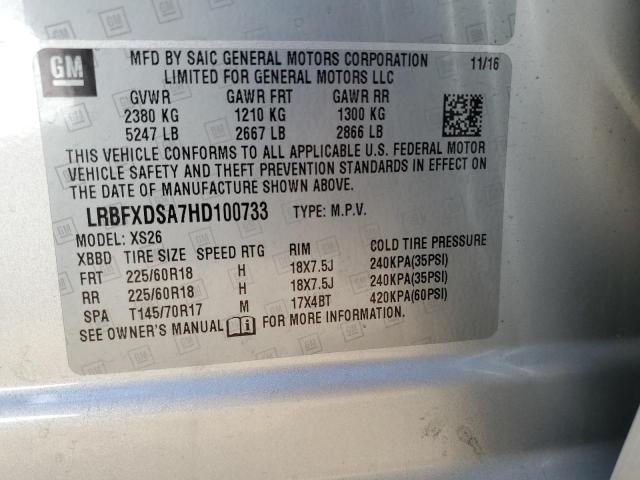 GM
MFD BY SAIC GENERAL MOTORS CORPORATION 11/16
LIMITED FOR GENERAL MOTORS LLC
GVWR GAWR FRT GAWR RR
2380 KG 1210 KG 1300 KG
5247 LB 2667 LB 2866 LB
THIS VEHICLE CONFORMS TO ALL APPLICABLE U.S. FEDERAL MOTOR
VEHICLE SAFETY AND THEFT PREVENTION STANDARDS IN EFFECT ON
THE DATE OF MANUFACTURE SHOWN ABOVE.
LRBFXDSA7HD100733 TYPE: M.P.V.
MODEL: XS26
XBBD TIRE SIZE SPEED RTG RIM COLD TIRE PRESSURE
FRT 225/60R18 H 18X7.5J 240KPA(35PSI)
RR 225/60R18 H 18X7.5J 240KPA(35PSI)
SPA T145/70R17 M 17X4BT 420KPA(60PSI)
SEE OWNER'S MANUAL FOR MORE INFORMATION.